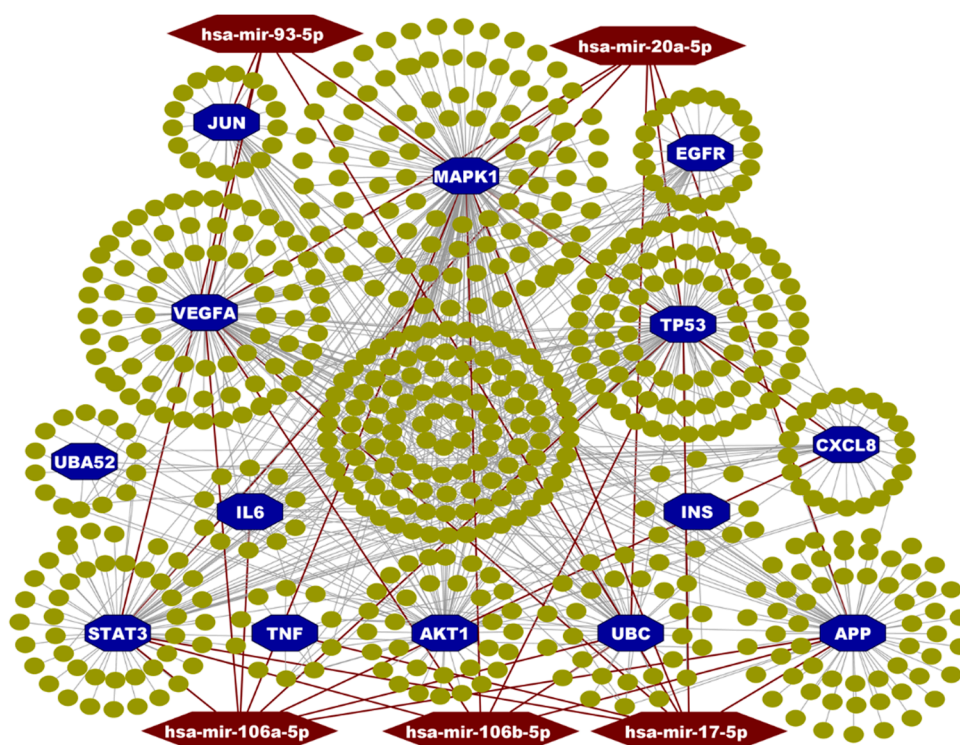 hsa-mir-93-5p
hsa-mir-20a-5p
JUN
EGFR
MAPK1
VEGFA
TP53
CXCL8
UBA52
IL6
INS
STAT3
TNF
AKT1
UBC
APP
hsa-mir-106a-5p
hsa-mir-106b-5p
hsa-mir-17-5p